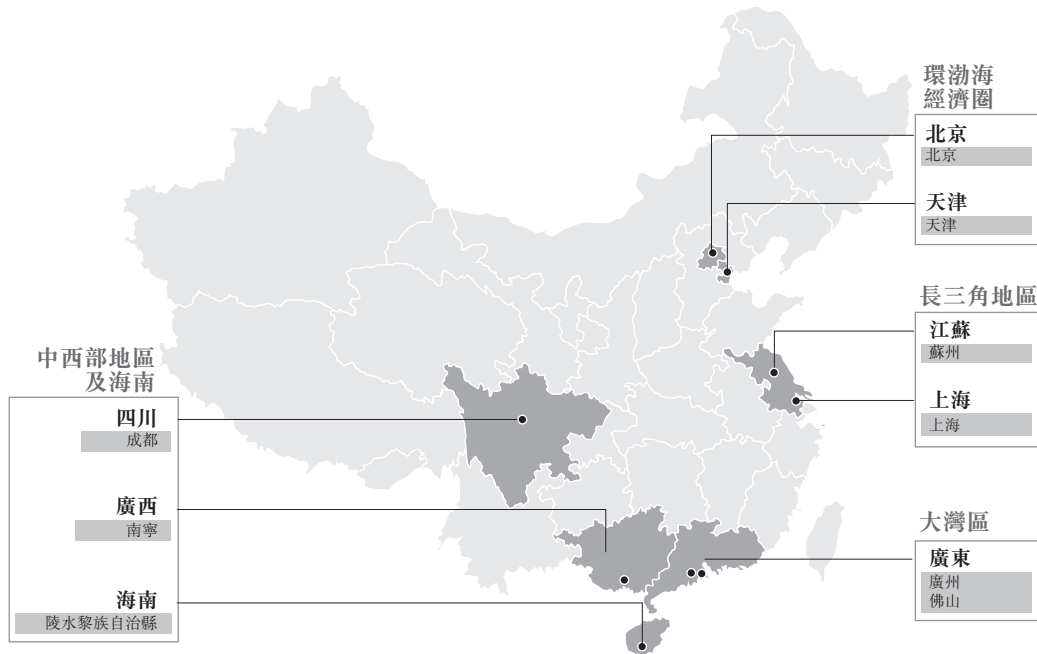 環渤海
經濟圈
北京
北京
天津
天津
長三角地區
江蘇
蘇州
上海
上海
中西部地區
及海南
四川
成都
廣西
南寧
海南
陵水黎族自治縣
大灣區
廣東
廣州
佛山